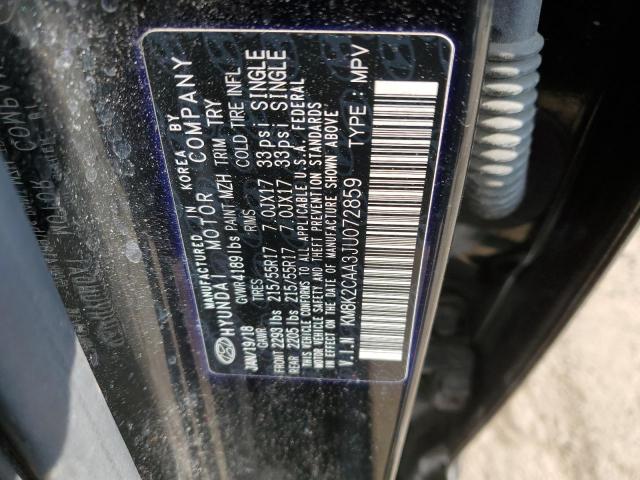 MANUFACTURED IN KOREA BY
HYUNDAI MOTOR COMPANY
JAN/19/18 GVWR 4189 lbs PAINT MZH TRIM TRY
GAWR TIRES RIMS COLD TIRE INFL
FRONT 2293 lbs 215/55R17 7.0JX17 33psi SINGLE
REAR 2205 lbs 215/55R17 7.0JX17 33psi SINGLE
THIS VEHICLE CONFORMS TO ALL APPLICABLE U.S.A. FEDERAL
MOTOR VEHICLE SAFETY, BUMPER, AND THEFT PREVENTION STANDARDS
IN EFFECT ON THE DATE OF MANUFACTURE SHOWN ABOVE
V.I.N KM8K2CAA3JU072859 TYPE : MPV